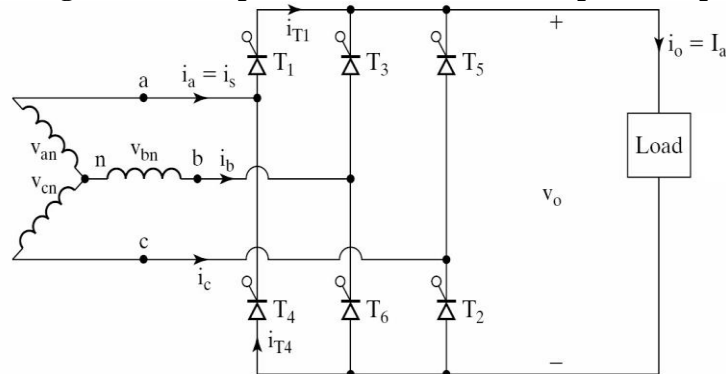 +
i_T1
i_o = I_a
T_1
T_3
T_5
a
i_a = i_s
Load
v_an
n
v_bn
b
i_b
v_cn
v_o
c
i_c
T_4
T_6
T_2
i_T4
−